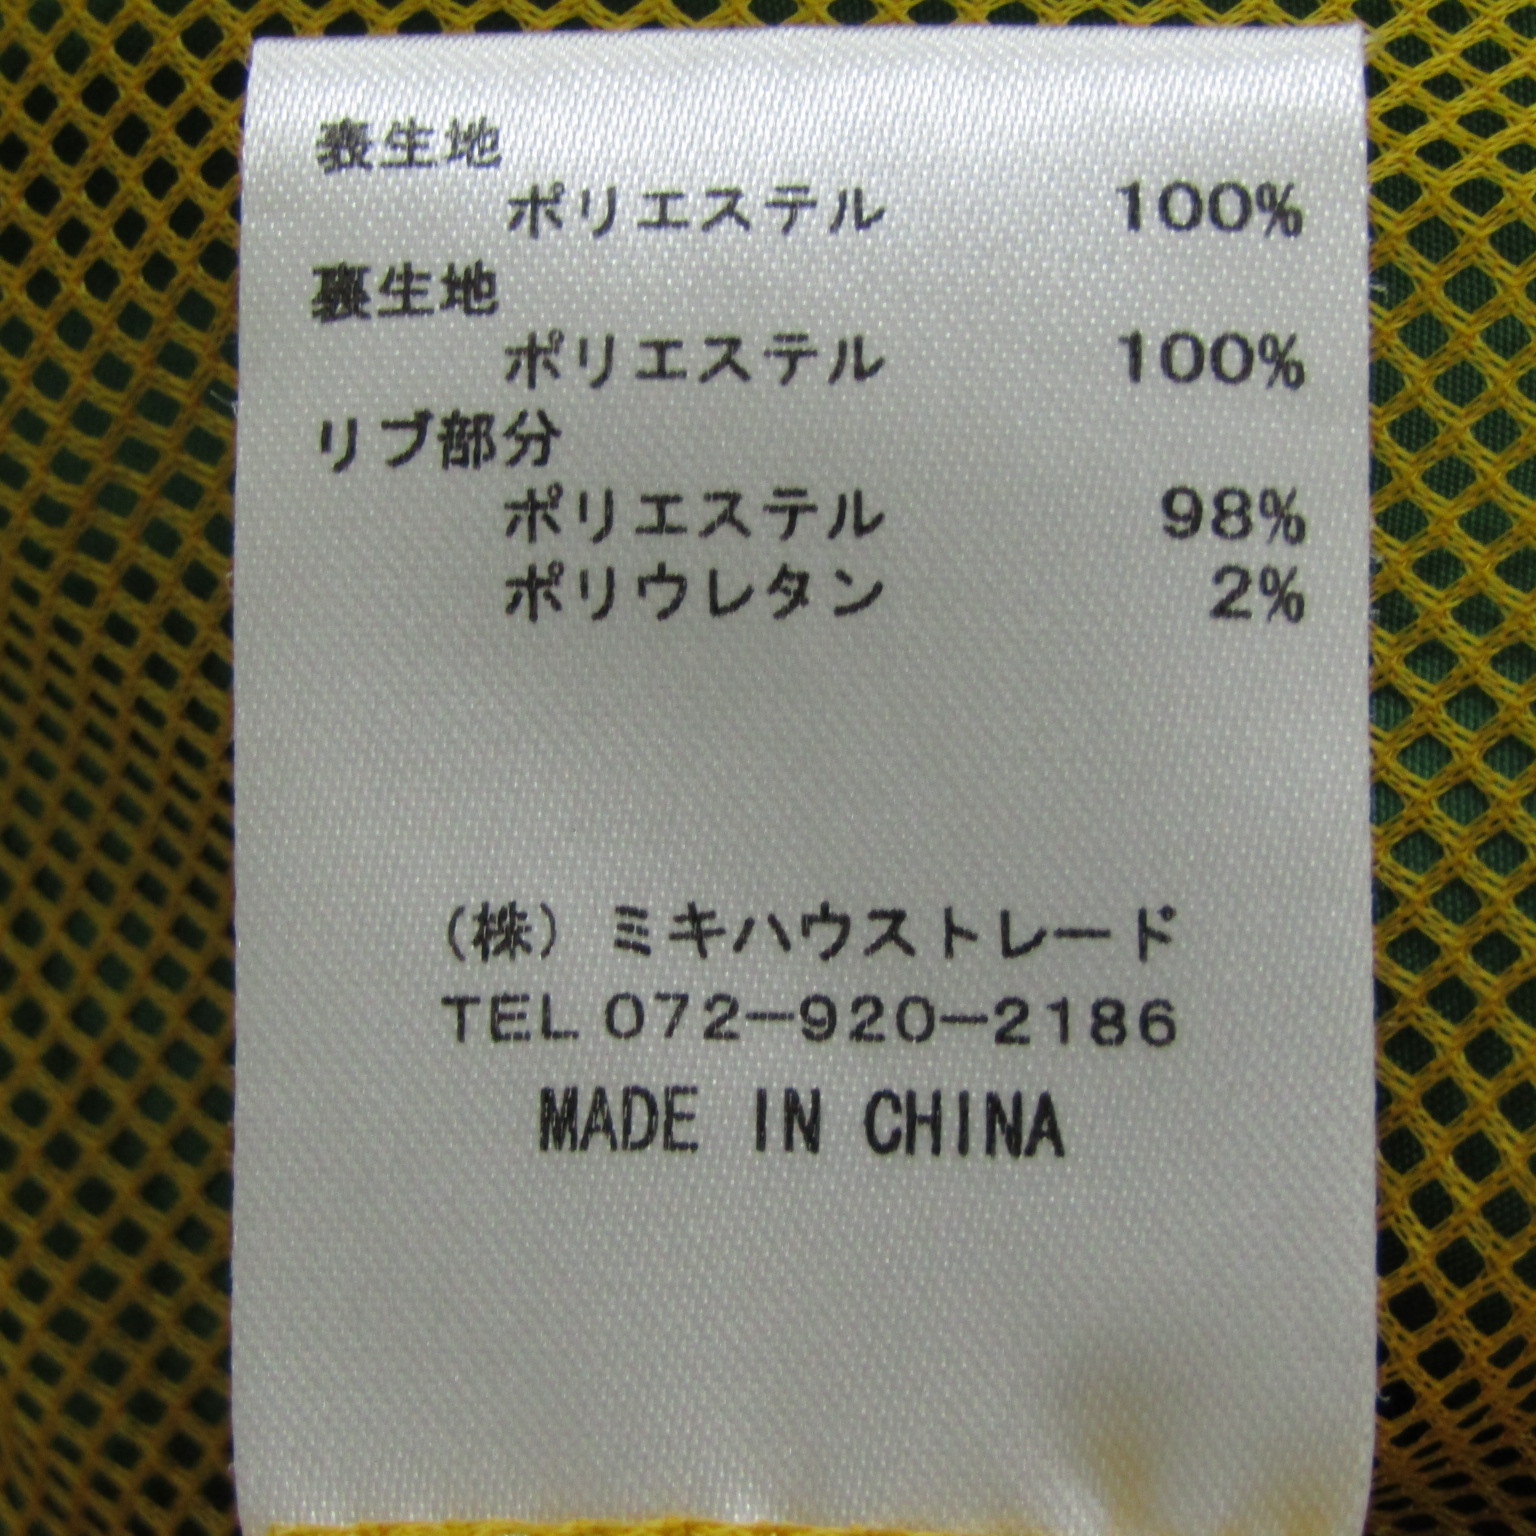 表生地
ポリエステル 100%
裏生地
ポリエステル 100%
リブ部分
ポリエステル 98%
ポリウレタン 2%
(株) ミキハウストレード
TEL 072-920-2186
MADE IN CHINA